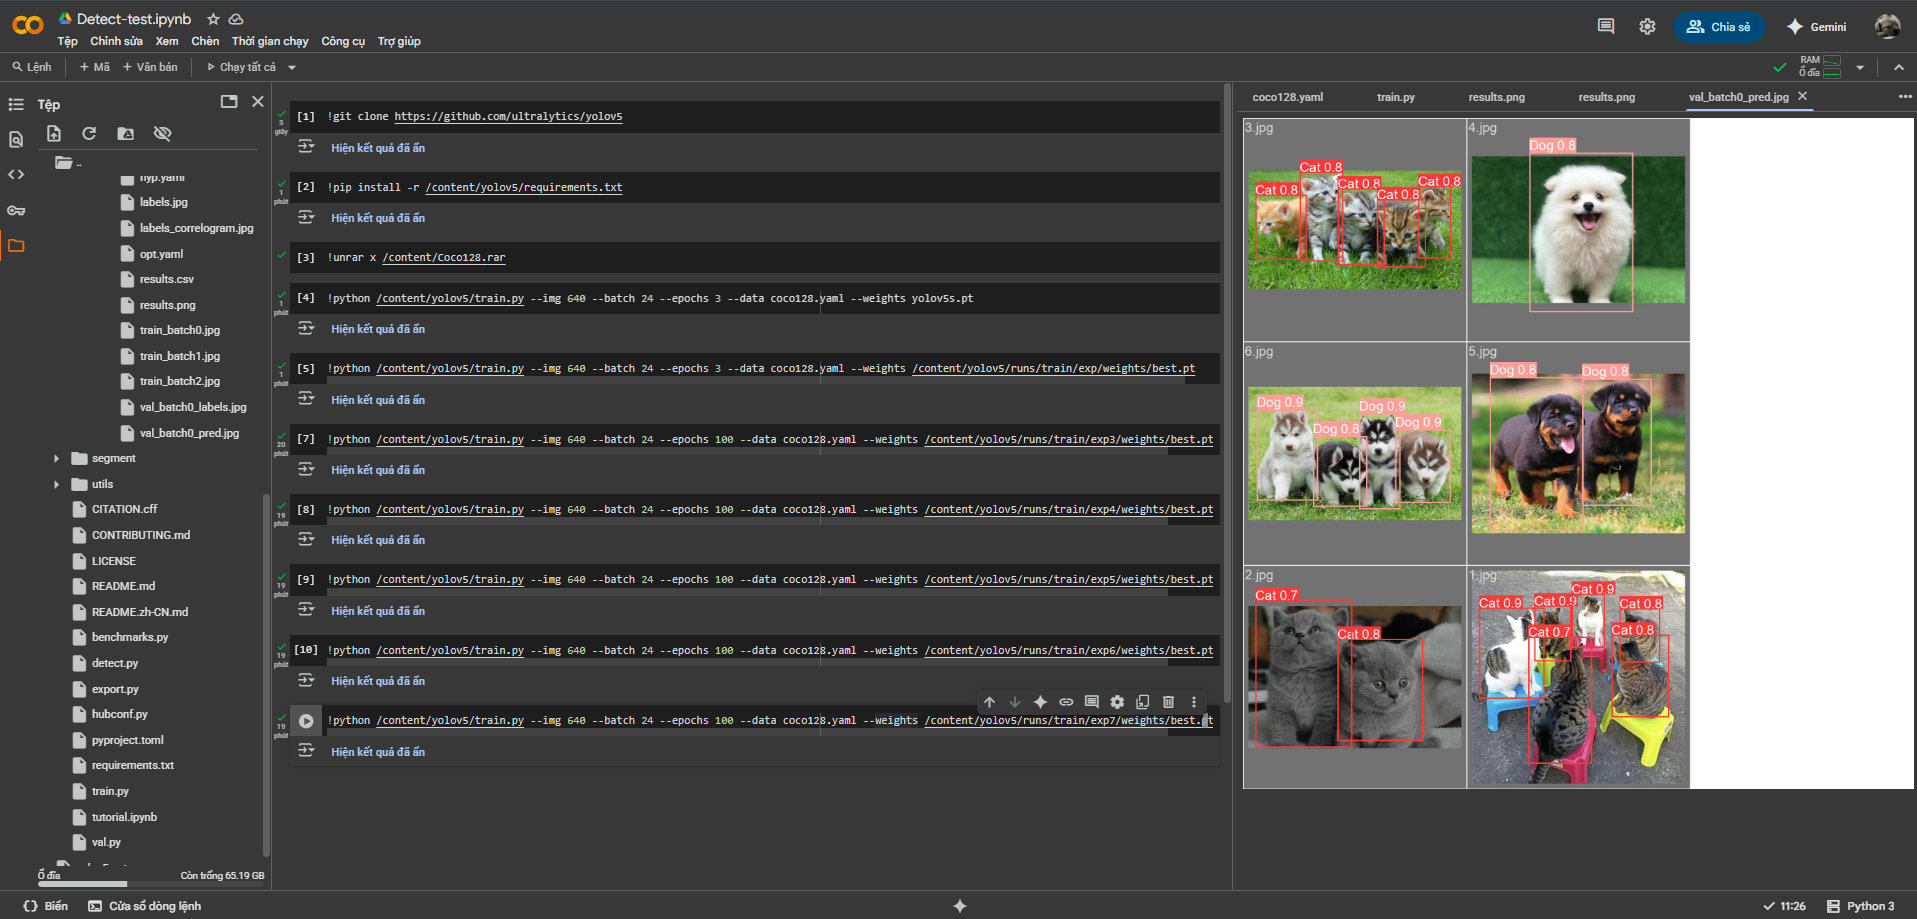 Detect-test.ipynb
Tệp Chỉnh sửa Xem Chèn Thời gian chạy Công cụ Trợ giúp
Chia sẻ
Gemini
Lệnh + Mã + Văn bản Chạy tất cả
RAM
Ổ đĩa
Tệp
..
hyp.yaml
labels.jpg
labels_correlogram.jpg
opt.yaml
results.csv
results.png
train_batch0.jpg
train_batch1.jpg
train_batch2.jpg
val_batch0_labels.jpg
val_batch0_pred.jpg
segment
utils
CITATION.cff
CONTRIBUTING.md
LICENSE
README.md
README.zh-CN.md
benchmarks.py
detect.py
export.py
hubconf.py
pyproject.toml
requirements.txt
train.py
tutorial.ipynb
val.py
Ổ đĩa Còn trống 65.19 GB
3 giây
[1] !git clone https://github.com/ultralytics/yolov5
Hiện kết quả đã ẩn
1 phút
[2] !pip install -r /content/yolov5/requirements.txt
Hiện kết quả đã ẩn
[3] !unrar x /content/Coco128.rar
1 phút
[4] !python /content/yolov5/train.py --img 640 --batch 24 --epochs 3 --data coco128.yaml --weights yolov5s.pt
Hiện kết quả đã ẩn
1 phút
[5] !python /content/yolov5/train.py --img 640 --batch 24 --epochs 3 --data coco128.yaml --weights /content/yolov5/runs/train/exp/weights/best.pt
Hiện kết quả đã ẩn
20 phút
[7] !python /content/yolov5/train.py --img 640 --batch 24 --epochs 100 --data coco128.yaml --weights /content/yolov5/runs/train/exp3/weights/best.pt
Hiện kết quả đã ẩn
19 phút
[8] !python /content/yolov5/train.py --img 640 --batch 24 --epochs 100 --data coco128.yaml --weights /content/yolov5/runs/train/exp4/weights/best.pt
Hiện kết quả đã ẩn
19 phút
[9] !python /content/yolov5/train.py --img 640 --batch 24 --epochs 100 --data coco128.yaml --weights /content/yolov5/runs/train/exp5/weights/best.pt
Hiện kết quả đã ẩn
19 phút
[10] !python /content/yolov5/train.py --img 640 --batch 24 --epochs 100 --data coco128.yaml --weights /content/yolov5/runs/train/exp6/weights/best.pt
Hiện kết quả đã ẩn
19 phút
!python /content/yolov5/train.py --img 640 --batch 24 --epochs 100 --data coco128.yaml --weights /content/yolov5/runs/train/exp7/weights/best.pt
Hiện kết quả đã ẩn
coco128.yaml train.py results.png results.png val_batch0_pred.jpg
3.jpg
Cat 0.8
Cat 0.8
Cat 0.8
Cat 0.8
Cat 0.8
4.jpg
Dog 0.8
6.jpg
Dog 0.9
Dog 0.8
Dog 0.9
Dog 0.9
5.jpg
Dog 0.8
Dog 0.8
2.jpg
Cat 0.7
Cat 0.8
1.jpg
Cat 0.9
Cat 0.9
Cat 0.9
Cat 0.8
Cat 0.7
Cat 0.8
Biến
Cửa sổ dòng lệnh
11:26
Python 3